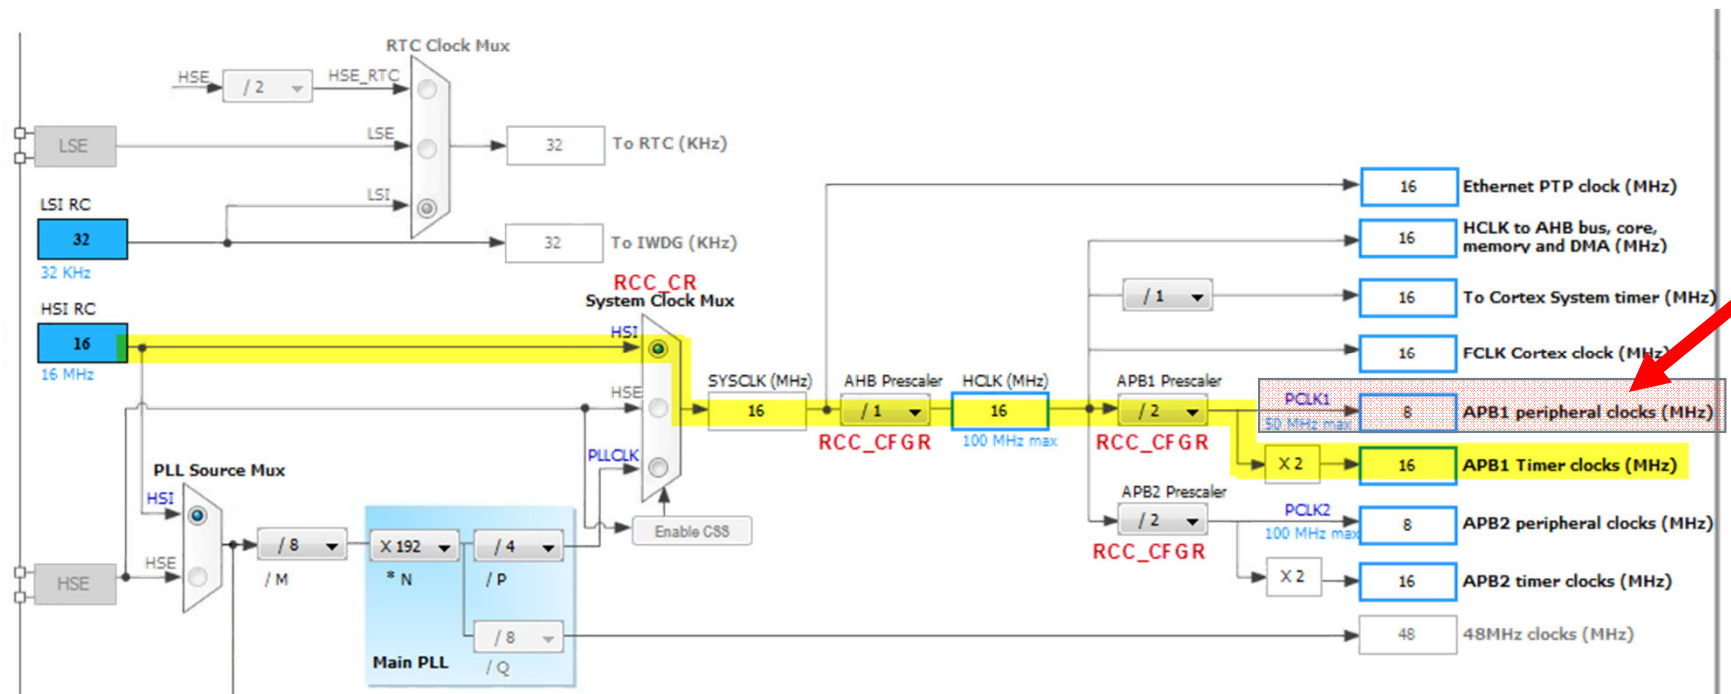 RTC Clock Mux
HSE
/ 2
HSE_RTC
LSE
LSE
32
To RTC (KHz)
LSI RC
LSI
32
32
To IWDG (KHz)
32 KHz
16
Ethernet PTP clock (MHz)
16
HCLK to AHB bus, core,
memory and DMA (MHz)
/ 1
16
To Cortex System timer (MHz)
16
FCLK Cortex clock (MHz)
RCC_CR
System Clock Mux
HSI RC
16
16 MHz
HSI
HSE
PLLCLK
SYSCLK (MHz)
16
AHB Prescaler
/ 1
RCC_CFGR
HCLK (MHz)
16
100 MHz max
APB1 Prescaler
/ 2
RCC_CFGR
PCLK1
50 MHz max
8
APB1 peripheral clocks (MHz)
X 2
16
APB1 Timer clocks (MHz)
APB2 Prescaler
/ 2
RCC_CFGR
PCLK2
100 MHz max
8
APB2 peripheral clocks (MHz)
X 2
16
APB2 timer clocks (MHz)
Enable CSS
PLL Source Mux
HSI
HSE
HSE
/ 8
/ M
X 192
* N
/ 4
/ P
/ 8
/ Q
Main PLL
48
48MHz clocks (MHz)